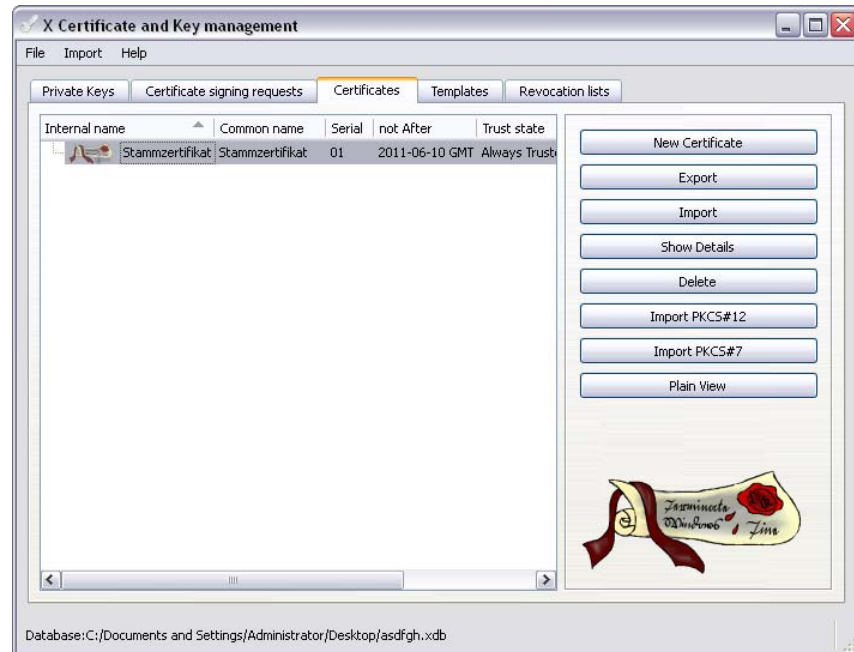 X Certificate and Key management
File Import Help
Private Keys Certificate signing requests Certificates Templates Revocation lists
Internal name Common name Serial not After Trust state
Stammzertifikat Stammzertifikat 01 2011-06-10 GMT Always Truste
New Certificate
Export
Import
Show Details
Delete
Import PKCS#12
Import PKCS#7
Plain View
Windows
Database:C:/Documents and Settings/Administrator/Desktop/asdfgh.xdb